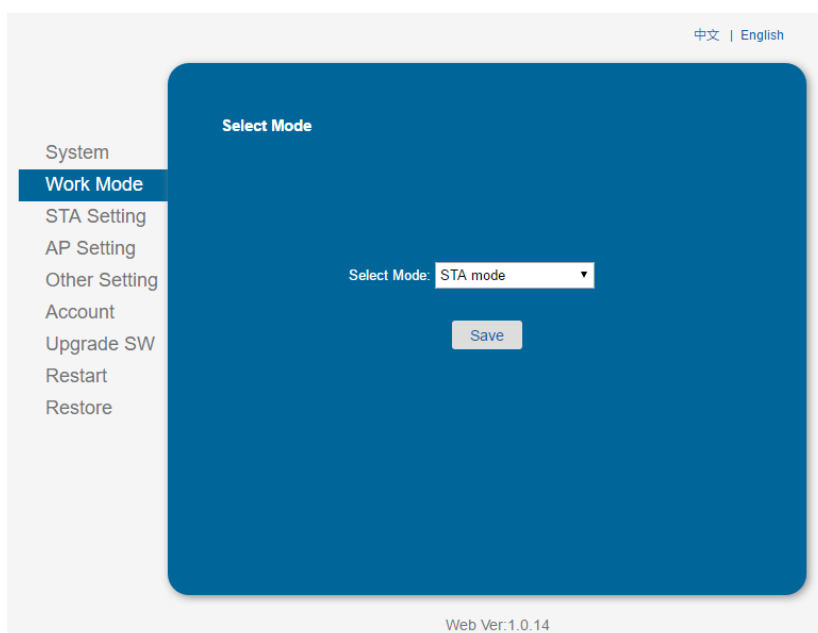 中文 | English
Select Mode
System
Work Mode
STA Setting
AP Setting
Other Setting
Account
Upgrade SW
Restart
Restore
Select Mode: STA mode
Save
Web Ver:1.0.14